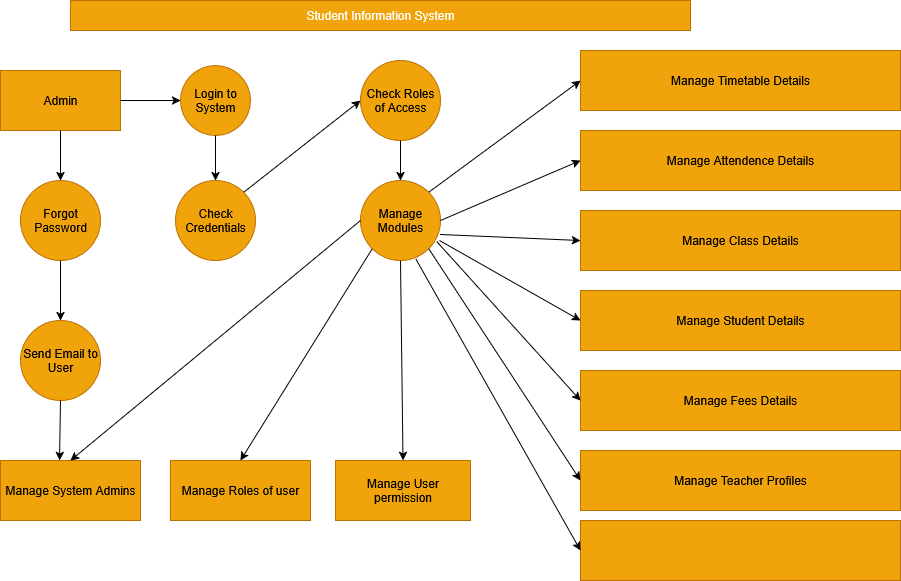 Student Information System
Admin
Login to
System
Check Roles
of Access
Manage Timetable Details
Manage Attendence Details
Forgot
Password
Check
Credentials
Manage
Modules
Manage Class Details
Manage Student Details
Send Email to
User
Manage Fees Details
Manage System Admins
Manage Roles of user
Manage User
permission
Manage Teacher Profiles